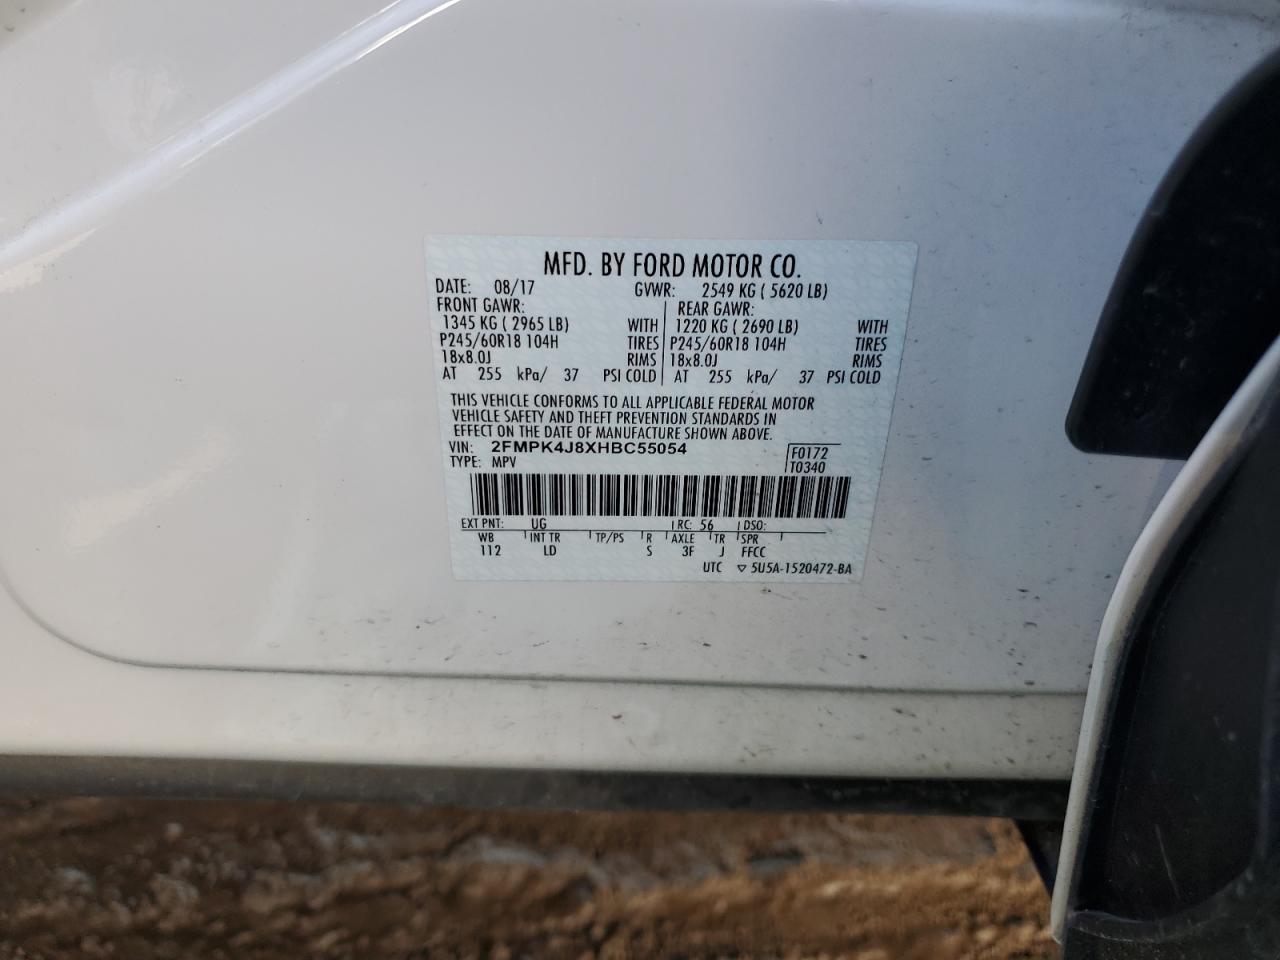 MFD. BY FORD MOTOR CO.
DATE: 08/17 GVWR: 2549 KG ( 5620 LB)
FRONT GAWR: REAR GAWR:
1345 KG ( 2965 LB) WITH 1220 KG ( 2690 LB) WITH
P245/60R18 104H TIRES P245/60R18 104H TIRES
18x8.0J RIMS 18x8.0J RIMS
AT 255 kPa/ 37 PSI COLD AT 255 kPa/ 37 PSI COLD
THIS VEHICLE CONFORMS TO ALL APPLICABLE FEDERAL MOTOR
VEHICLE SAFETY AND THEFT PREVENTION STANDARDS IN
EFFECT ON THE DATE OF MANUFACTURE SHOWN ABOVE.
VIN: 2FMPK4J8XHBC55054 F0172
TYPE: MPV T0340
EXT PNT: UG RC: 56 DSO:
WB INT TR TP/PS R AXLE TR SPR
112 LD S 3F J FFCC
UTC ▽ 5U5A-1520472-BA